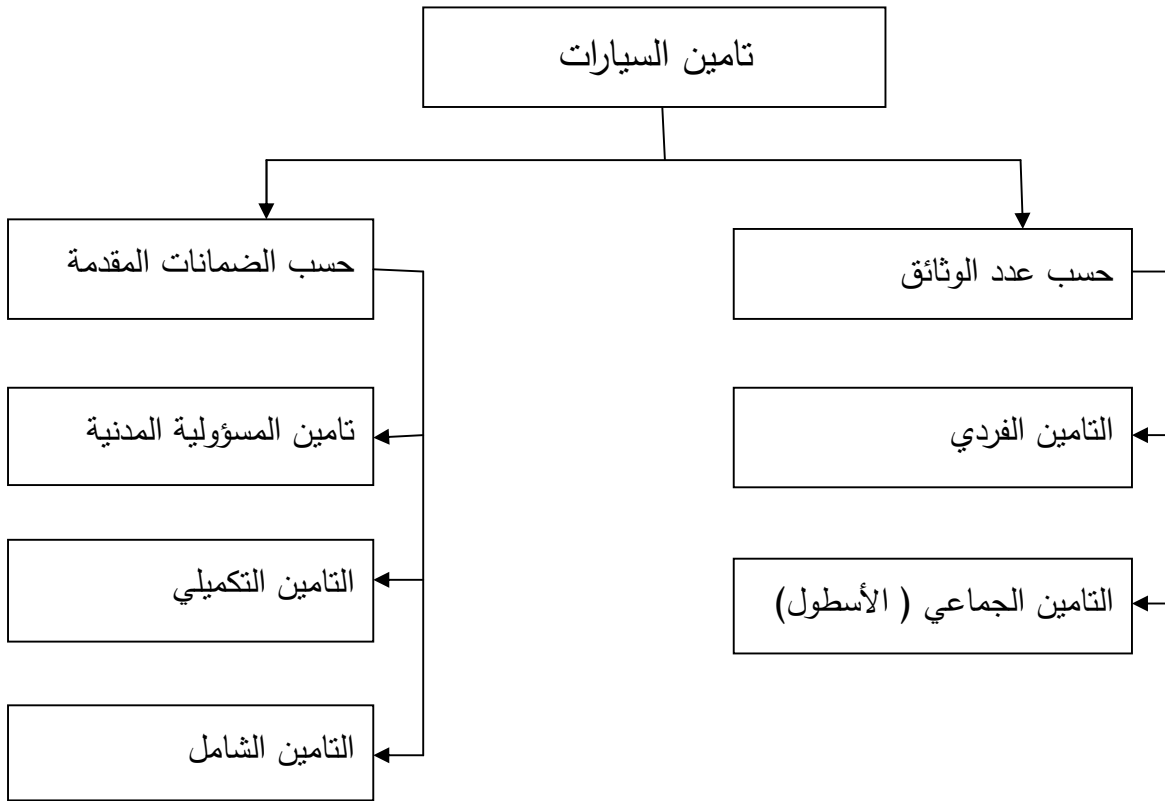 تامين السيارات
حسب عدد الوثائق
حسب الضمانات المقدمة
التامين الفردي
تامين المسؤولية المدنية
التامين الجماعي ( الأسطول)
التامين التكميلي
التامين الشامل